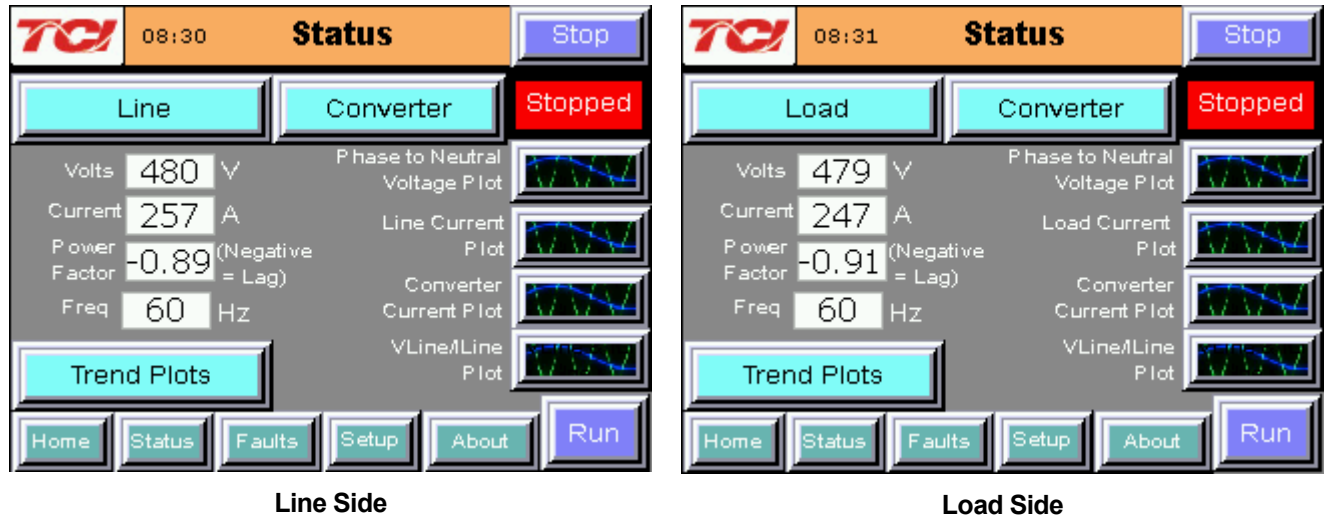 TCI 08:30 Status Stop
Line Converter Stopped
Volts 480 V
Phase to Neutral
Voltage Plot
Current 257 A
Line Current
Plot
Power
Factor -0.89 (Negative
= Lag)
Converter
Current Plot
Freq 60 Hz
VLine/ILine
Plot
Trend Plots
Home Status Faults Setup About Run
Line Side
TCI 08:31 Status Stop
Load Converter Stopped
Volts 479 V
Phase to Neutral
Voltage Plot
Current 247 A
Load Current
Plot
Power
Factor -0.91 (Negative
= Lag)
Converter
Current Plot
Freq 60 Hz
VLine/ILine
Plot
Trend Plots
Home Status Faults Setup About Run
Load Side